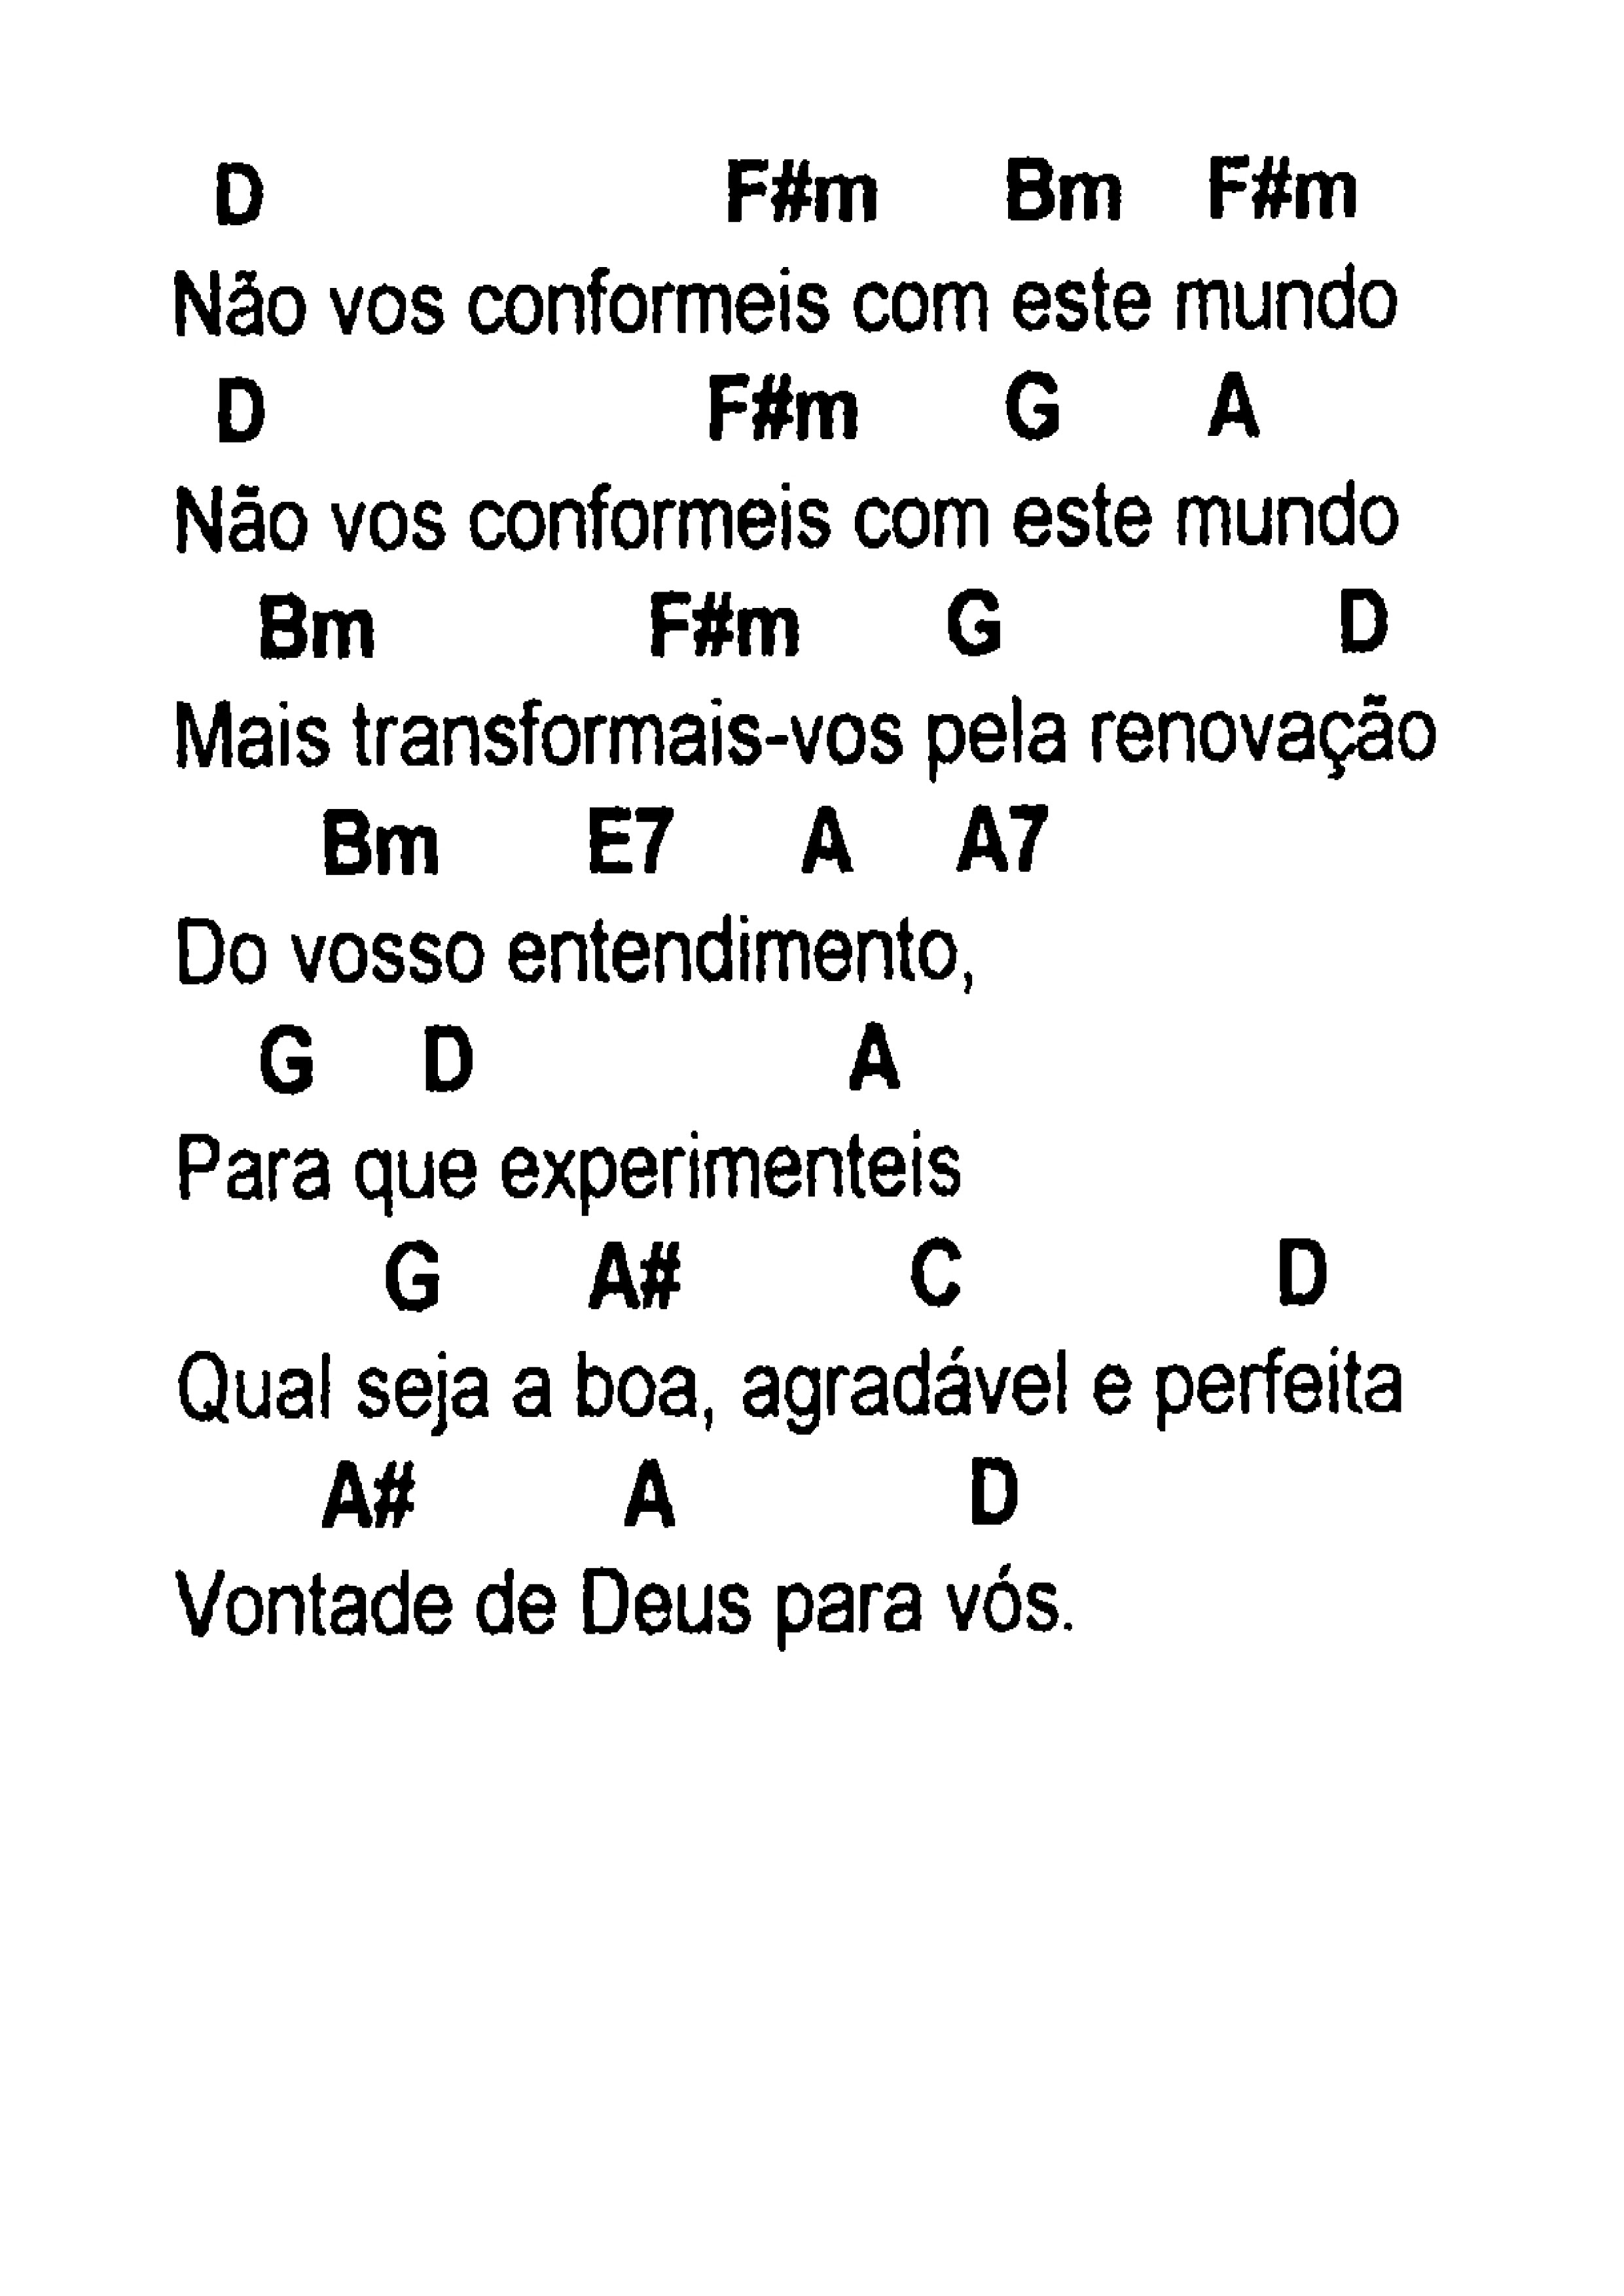 D F#m Bm F#m
Não vos conformeis com este mundo
D F#m G A
Não vos conformeis com este mundo
Bm F#m G D
Mais transformais-vos pela renovação
Bm E7 A A7
Do vosso entendimento,
G D A
Para que experimenteis
G A# C D
Qual seja a boa, agradável e perfeita
A# A D
Vontade de Deus para vós.